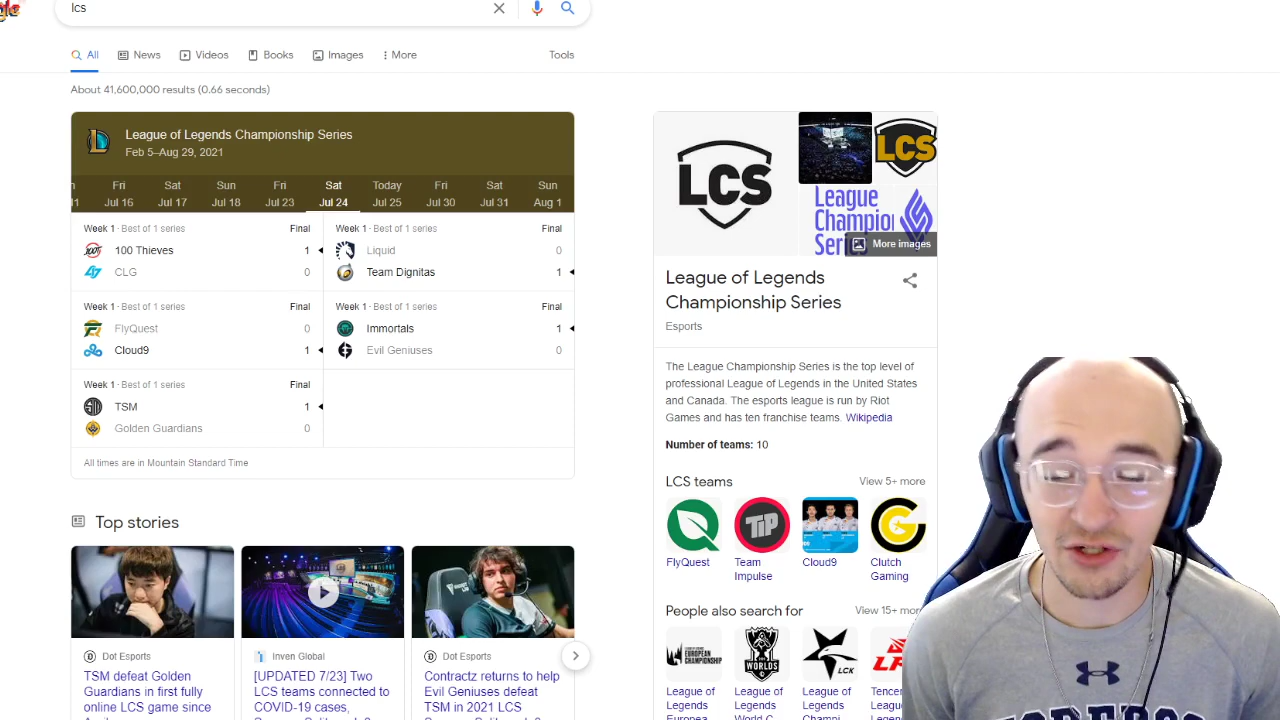 lcs
All
News
Videos
Books
Images
More
Tools
About 41,600,000 results (0.66 seconds)
League of Legends Championship Series
Feb 5–Aug 29, 2021
Fri Sat Sun Fri Sat Today Fri Sat Sun
Jul 16 Jul 17 Jul 18 Jul 23 Jul 24 Jul 25 Jul 30 Jul 31 Aug 1
Week 1 · Best of 1 series Final
100 Thieves 1
CLG 0
Week 1 · Best of 1 series Final
Liquid 0
Team Dignitas 1
Week 1 · Best of 1 series Final
FlyQuest 0
Cloud9 1
Week 1 · Best of 1 series Final
Immortals 1
Evil Geniuses 0
Week 1 · Best of 1 series Final
TSM 1
Golden Guardians 0
All times are in Mountain Standard Time
Top stories
Dot Esports
TSM defeat Golden
Guardians in first fully
online LCS game since
Inven Global
[UPDATED 7/23] Two
LCS teams connected to
COVID-19 cases,
Dot Esports
Contractz returns to help
Evil Geniuses defeat
TSM in 2021 LCS
LCS
LCS
League
More images
League of Legends
Championship Series
Esports
The League Championship Series is the top level of
professional League of Legends in the United States
and Canada. The esports league is run by Riot
Games and has ten franchise teams. Wikipedia
Number of teams: 10
LCS teams
View 5+ more
TiP
FlyQuest
Team
Impulse
Cloud9
Clutch
Gaming
People also search for
View 15+
EUROPEAN
CHAMPIONSHIP
WORLDS
LCK
League of
Legends
League of
Legends
World C
League of
Legends